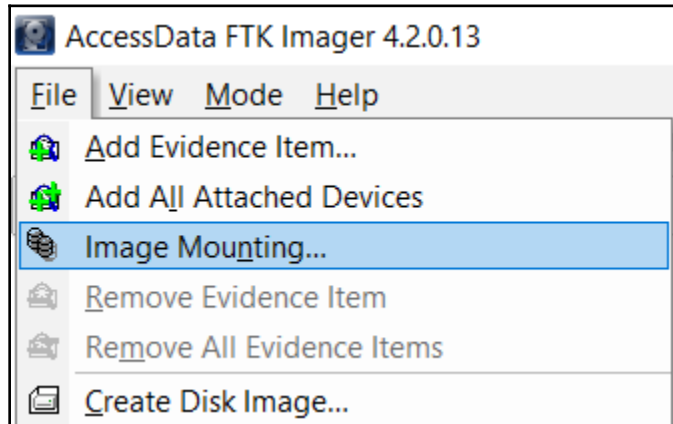 AccessData FTK Imager 4.2.0.13
File View Mode Help
Add Evidence Item...
Add All Attached Devices
Image Mounting...
Remove Evidence Item
Remove All Evidence Items
Create Disk Image...